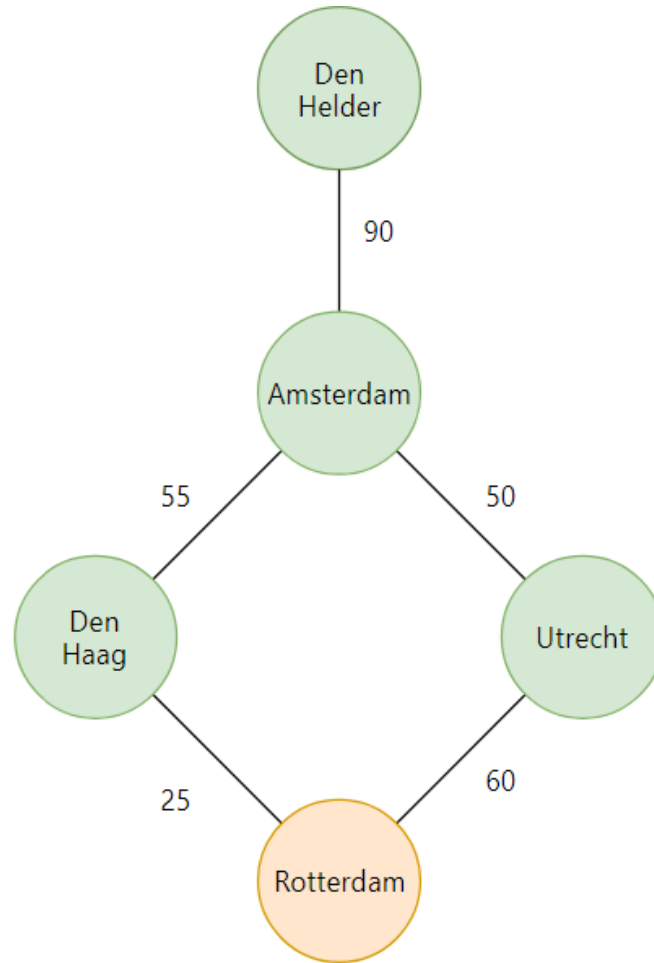 Den
Helder
90
Amsterdam
55
50
Den
Haag
Utrecht
25
60
Rotterdam